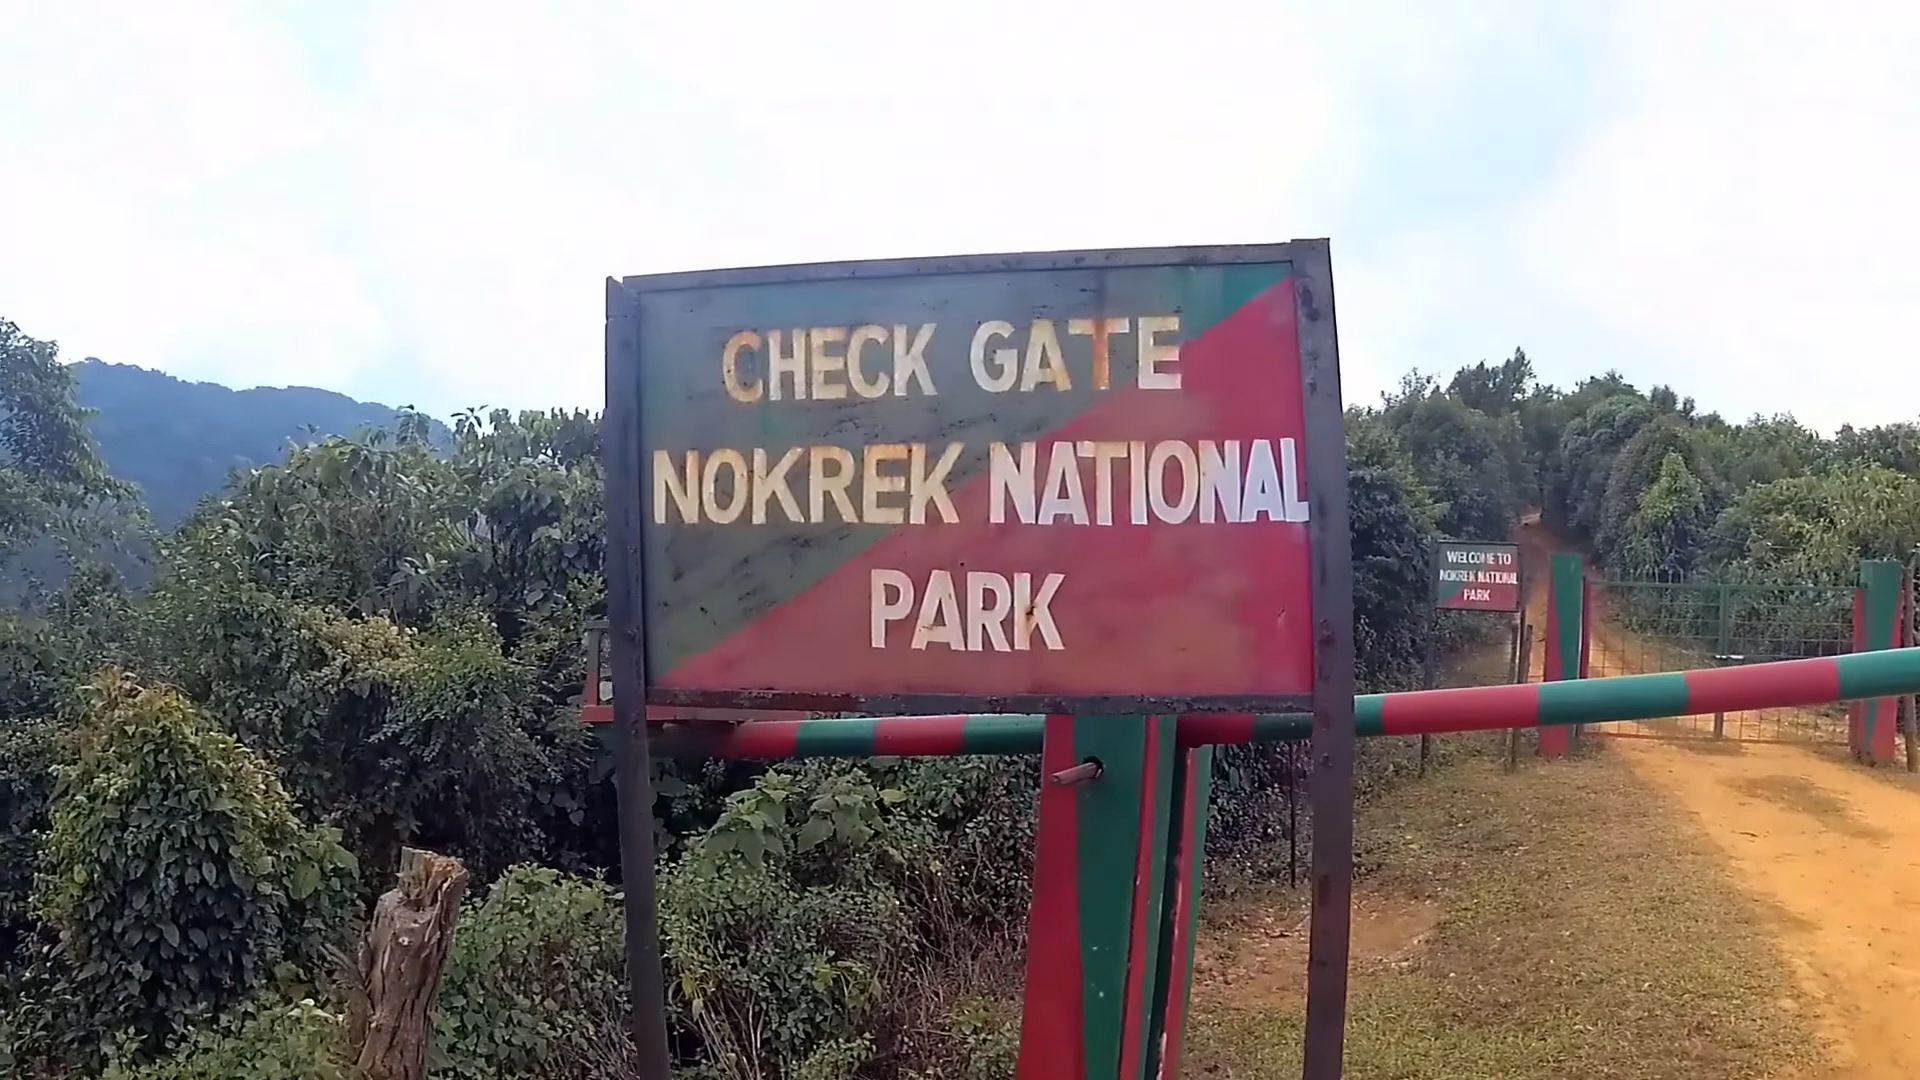 CHECK GATE
NOKREK NATIONAL
PARK
WELCOME TO
NOKREK NATIONAL
PARK